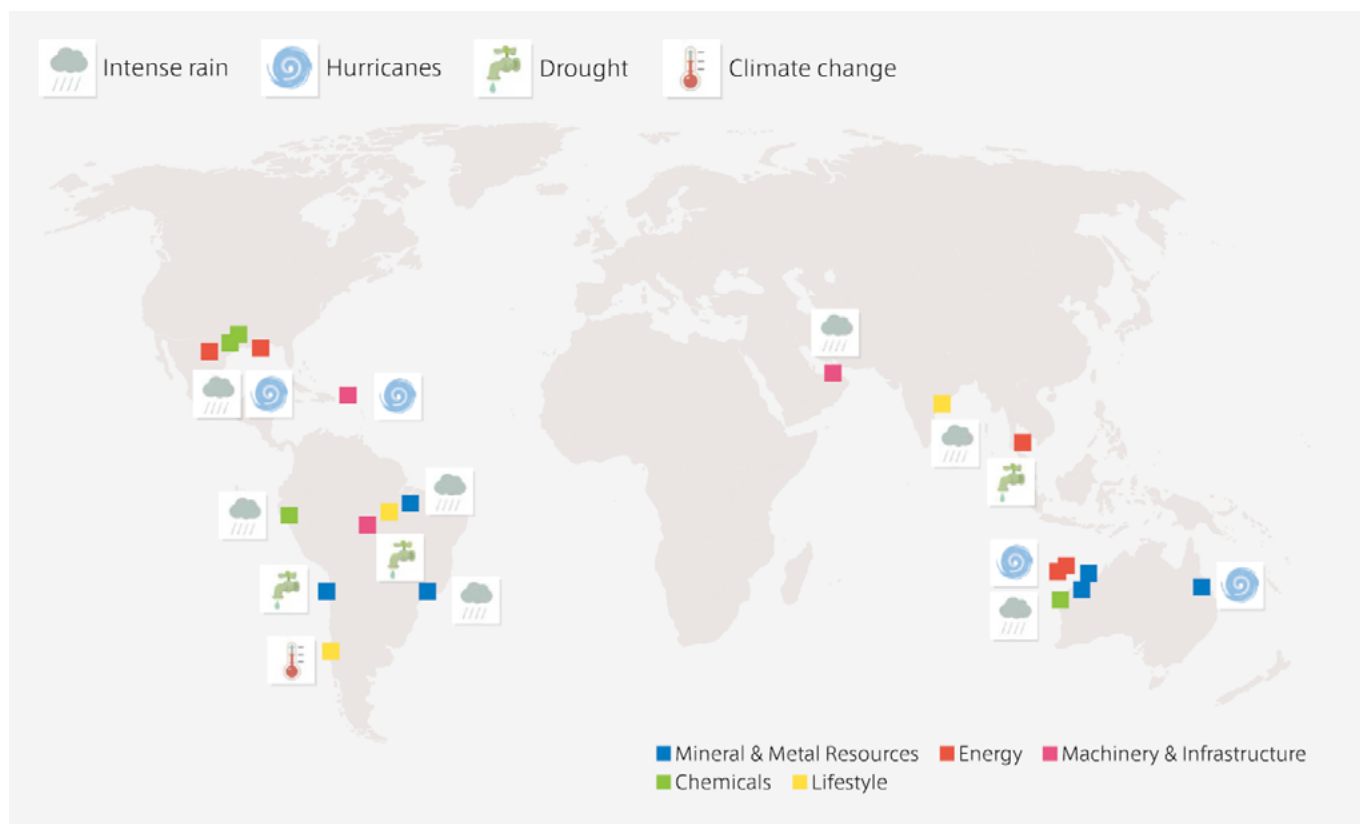 Intense rain Hurricanes Drought Climate change
Mineral & Metal Resources Energy Machinery & Infrastructure
Chemicals Lifestyle